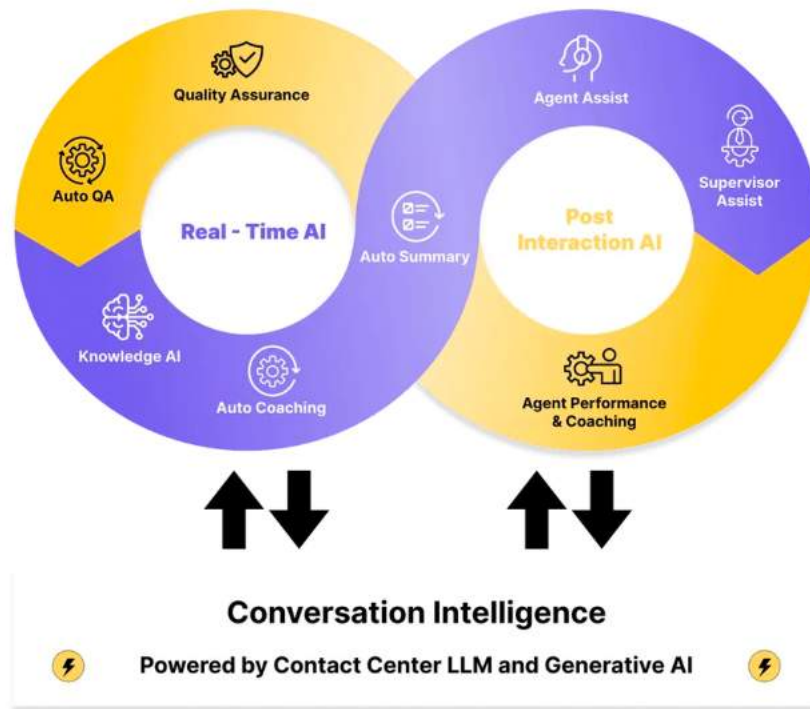 Quality Assurance
Agent Assist
Auto QA
Supervisor
Assist
Real - Time AI
Auto Summary
Post
Interaction AI
Knowledge AI
Auto Coaching
Agent Performance
& Coaching
Conversation Intelligence
Powered by Contact Center LLM and Generative AI